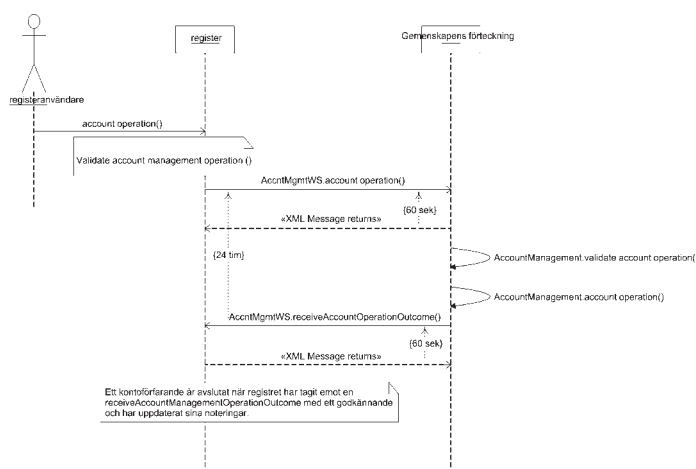 register
Gemenskapens förteckning
registeranvändare
account operation()
Validate account management operation ()
AccntMgmtWS.account operation()
{60 sek}
«XML Message returns»
{24 tim}
AccountManagement.validate account operation(
AccountManagement.account operation()
AccntMgmtWS.receiveAccountOperationOutcome()
{60 sek}
«XML Message returns»
Ett kontoförfarande är avslutat när registret har tagit emot en
receiveAccountManagementOperationOutcome med ett godkännande
och har uppdaterat sina noteringar.